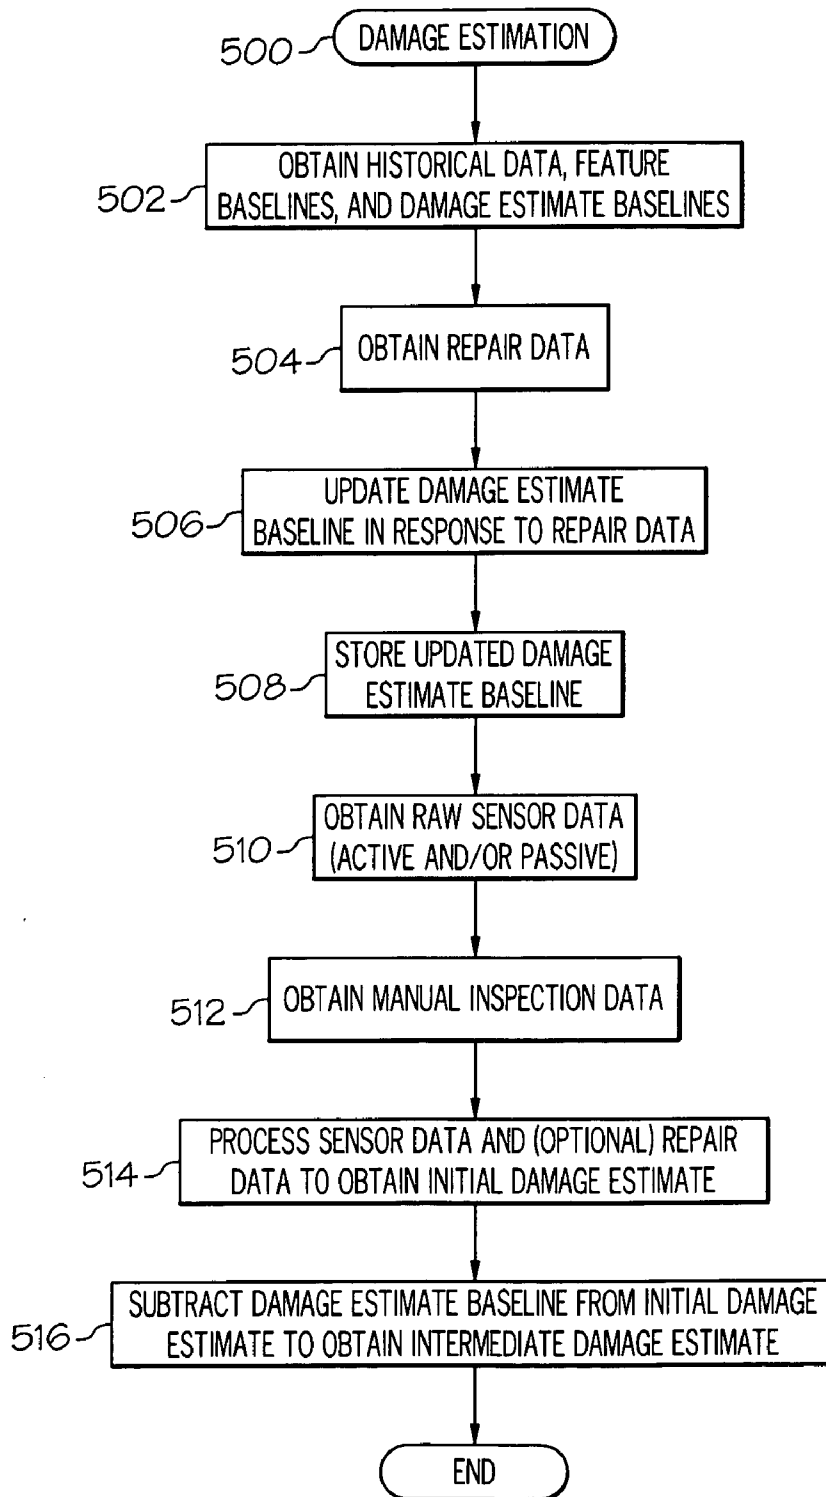 500 DAMAGE ESTIMATION
502 OBTAIN HISTORICAL DATA, FEATURE
BASELINES, AND DAMAGE ESTIMATE BASELINES
504 OBTAIN REPAIR DATA
506 UPDATE DAMAGE ESTIMATE
BASELINE IN RESPONSE TO REPAIR DATA
508 STORE UPDATED DAMAGE
ESTIMATE BASELINE
510 OBTAIN RAW SENSOR DATA
(ACTIVE AND/OR PASSIVE)
512 OBTAIN MANUAL INSPECTION DATA
514 PROCESS SENSOR DATA AND (OPTIONAL) REPAIR
DATA TO OBTAIN INITIAL DAMAGE ESTIMATE
516 SUBTRACT DAMAGE ESTIMATE BASELINE FROM INITIAL DAMAGE
ESTIMATE TO OBTAIN INTERMEDIATE DAMAGE ESTIMATE
END